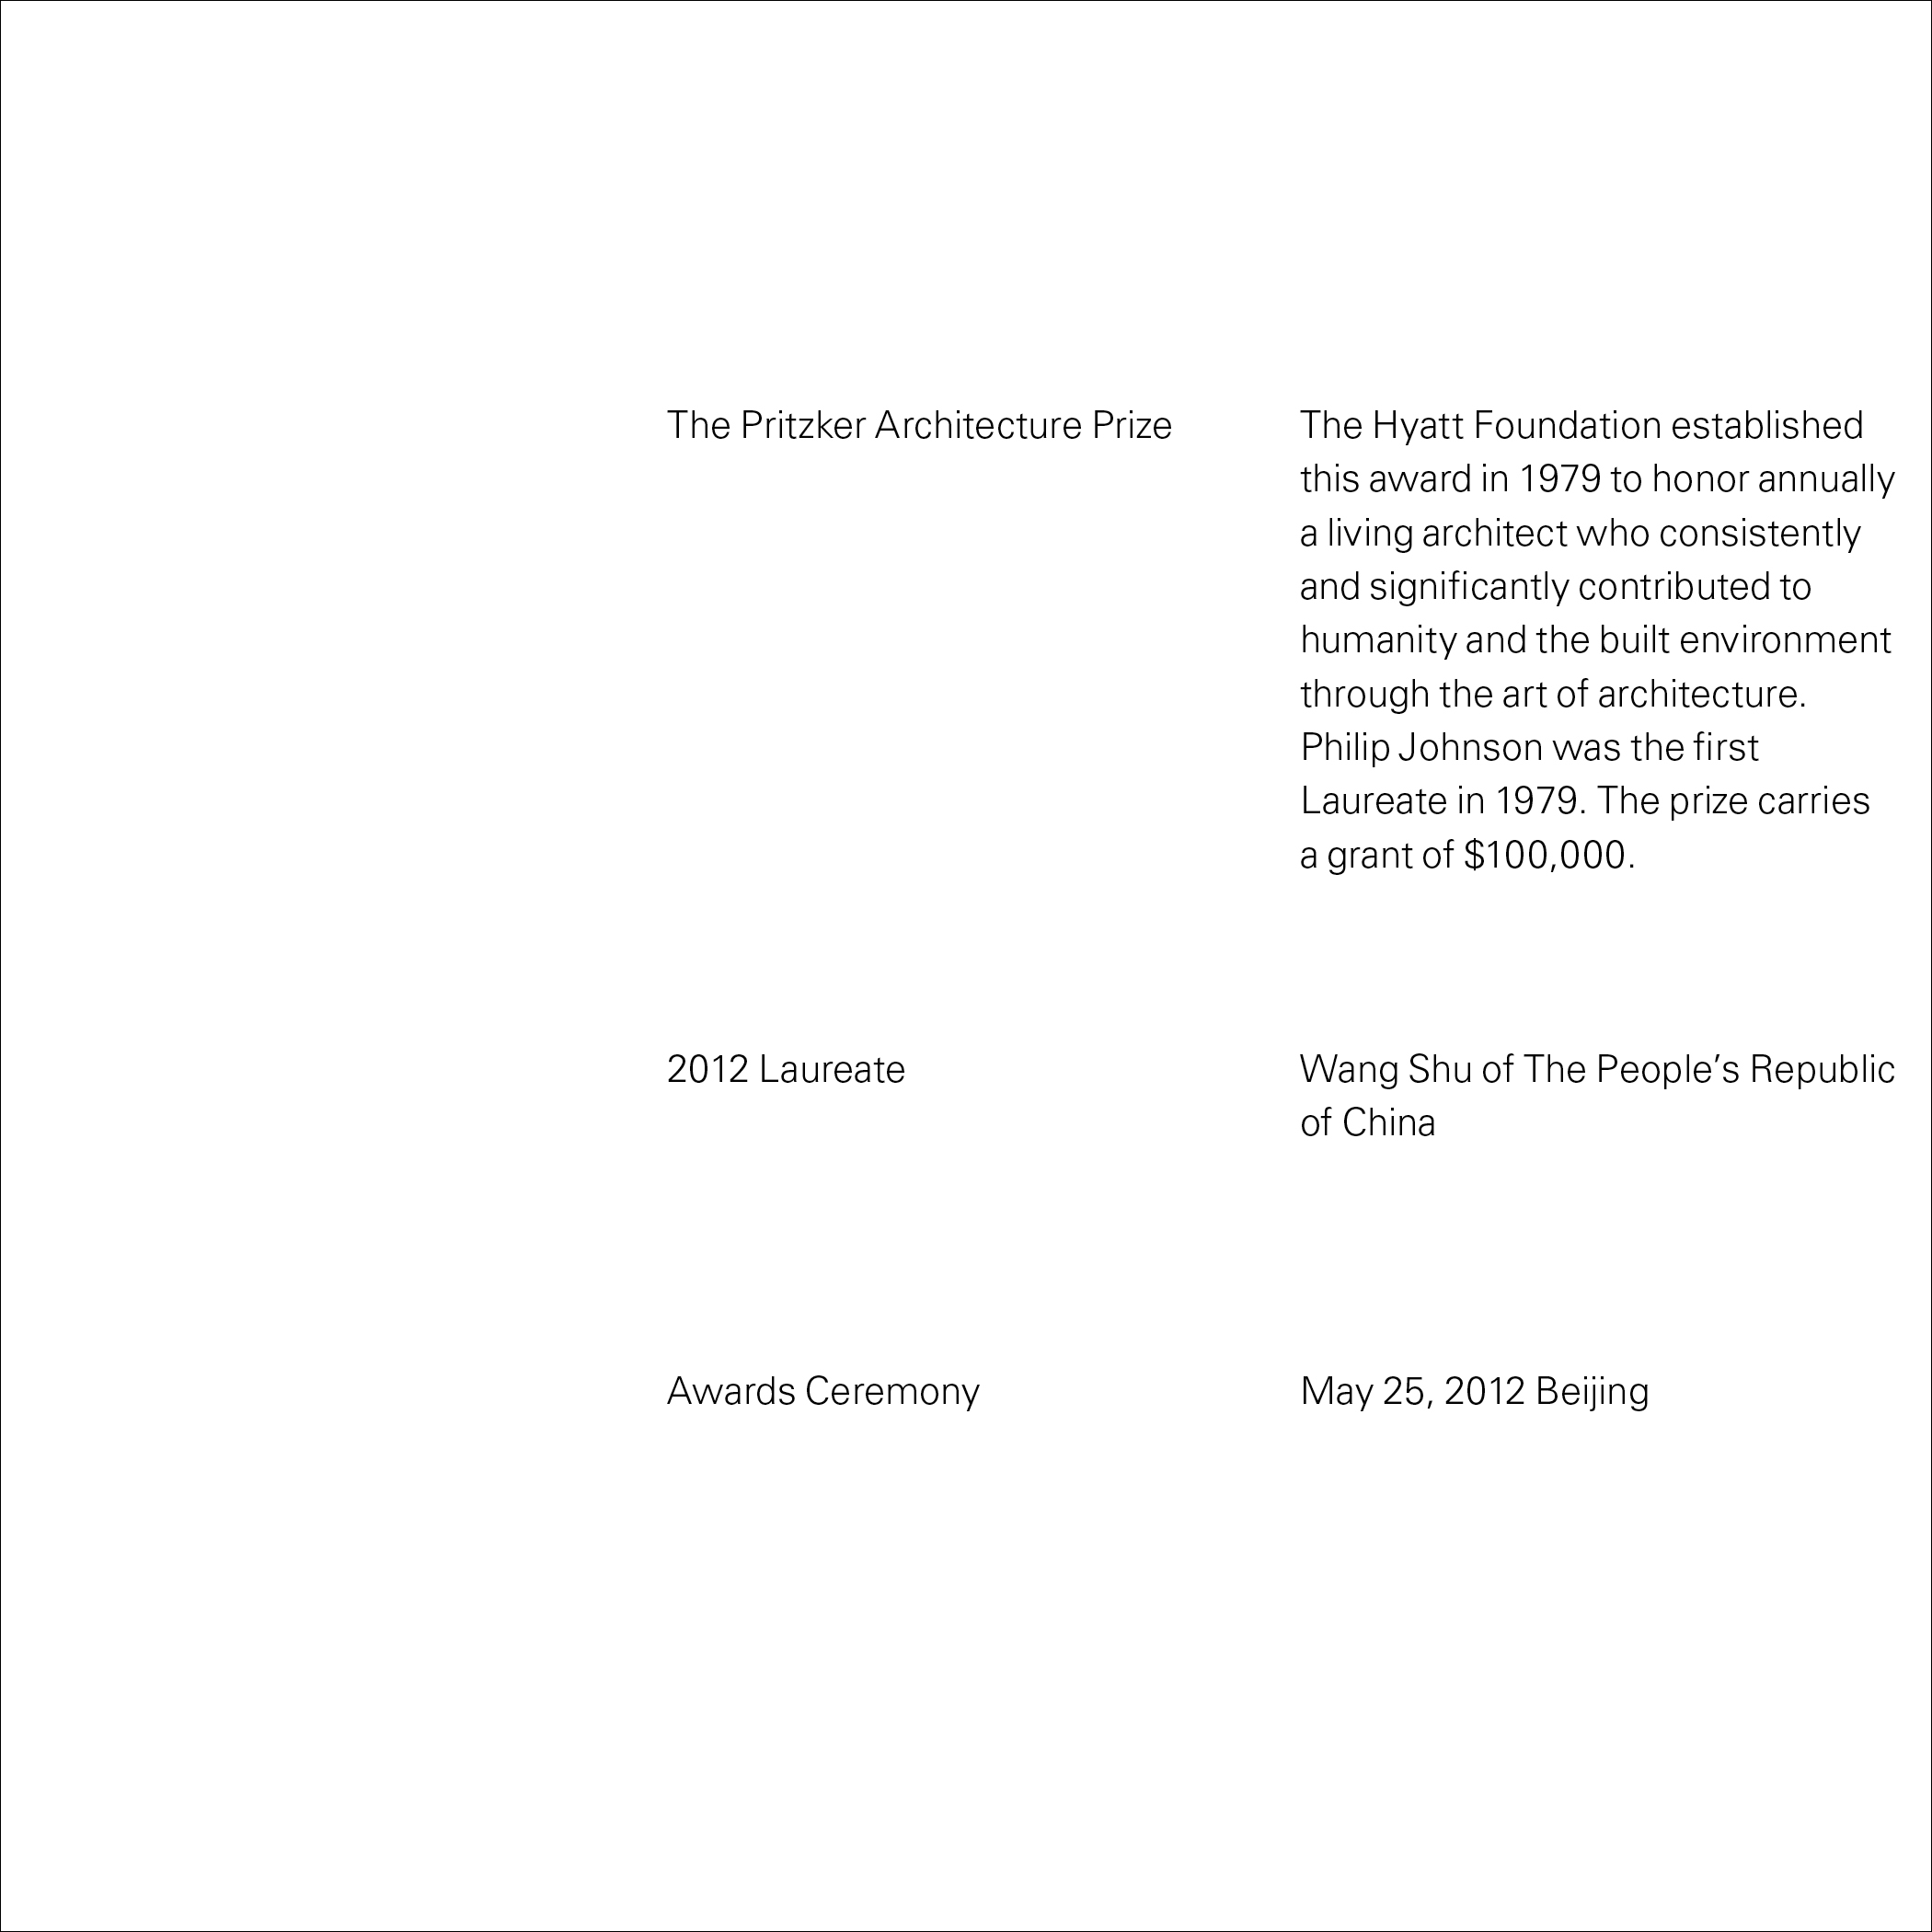 The Pritzker Architecture Prize
The Hyatt Foundation established
this award in 1979 to honor annually
a living architect who consistently
and significantly contributed to
humanity and the built environment
through the art of architecture.
Philip Johnson was the first
Laureate in 1979. The prize carries
a grant of $100,000.
2012 Laureate
Wang Shu of The People’s Republic
of China
Awards Ceremony
May 25, 2012 Beijing